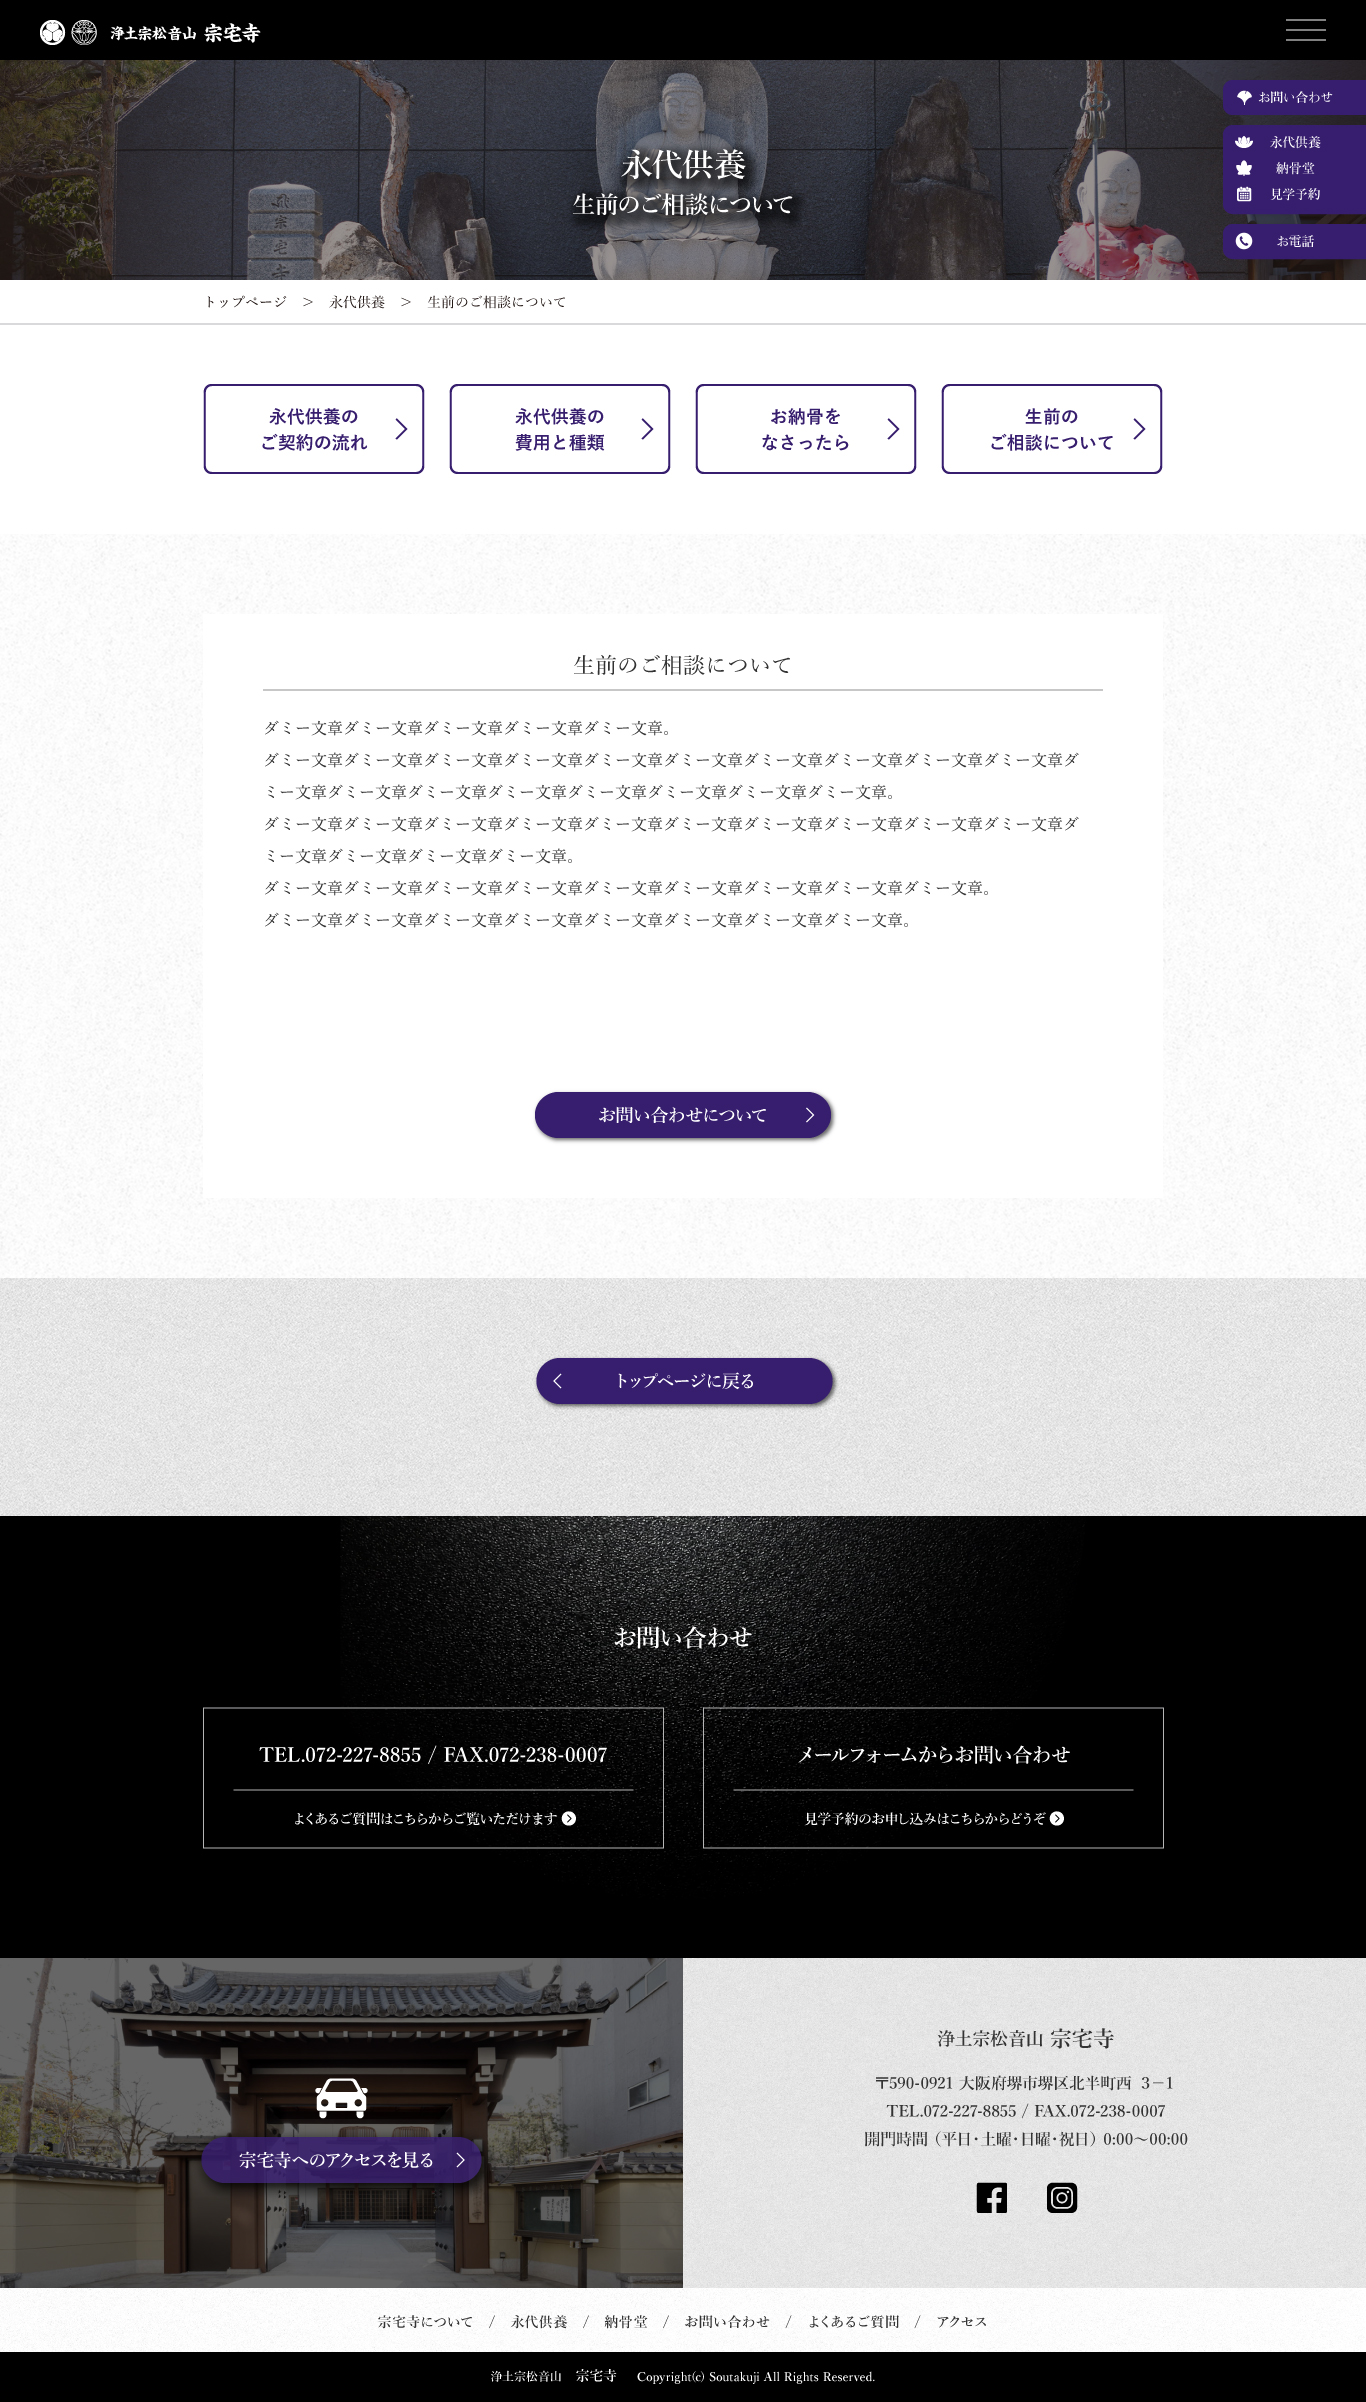 浄土宗松音山 宗宅寺
お問い合わせ
永代供養
納骨堂
見学予約
お電話
永代供養
生前のご相談について
トップページ ＞ 永代供養 ＞ 生前のご相談について
永代供養の
ご契約の流れ
永代供養の
費用と種類
お納骨を
なさったら
生前の
ご相談について
生前のご相談について
ダミー文章ダミー文章ダミー文章ダミー文章ダミー文章。
ダミー文章ダミー文章ダミー文章ダミー文章ダミー文章ダミー文章ダミー文章ダミー文章ダミー文章ダミー文章ダ
ミー文章ダミー文章ダミー文章ダミー文章ダミー文章ダミー文章ダミー文章ダミー文章。
ダミー文章ダミー文章ダミー文章ダミー文章ダミー文章ダミー文章ダミー文章ダミー文章ダミー文章ダミー文章ダ
ミー文章ダミー文章ダミー文章ダミー文章。
ダミー文章ダミー文章ダミー文章ダミー文章ダミー文章ダミー文章ダミー文章ダミー文章ダミー文章。
ダミー文章ダミー文章ダミー文章ダミー文章ダミー文章ダミー文章ダミー文章ダミー文章。
お問い合わせについて
トップページに戻る
お問い合わせ
TEL.072-227-8855 / FAX.072-238-0007
よくあるご質問はこちらからご覧いただけます
メールフォームからお問い合わせ
見学予約のお申し込みはこちらからどうぞ
宗宅寺へのアクセスを見る
浄土宗松音山 宗宅寺
〒590-0921 大阪府堺市堺区北半町西 3−1
TEL.072-227-8855 / FAX.072-238-0007
開門時間（平日･土曜･日曜･祝日）0:00〜00:00
宗宅寺について / 永代供養 / 納骨堂 / お問い合わせ / よくあるご質問 / アクセス
浄土宗松音山 宗宅寺 Copyright(c) Soutakuji All Rights Reserved.